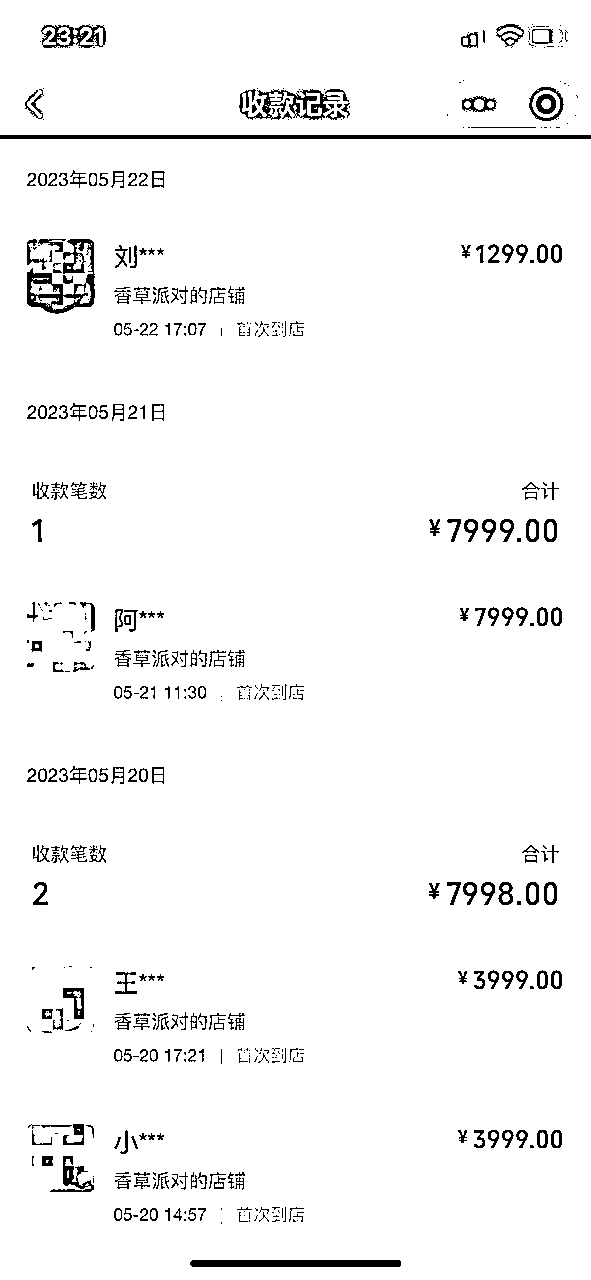 23:21
收款记录
2023年05月22日
刘*** ¥1299.00
香草派对的店铺
05-22 17:07 | 首次到店
2023年05月21日
收款笔数 合计
1 ¥7999.00
阿*** ¥7999.00
香草派对的店铺
05-21 11:30 | 首次到店
2023年05月20日
收款笔数 合计
2 ¥7998.00
王*** ¥3999.00
香草派对的店铺
05-20 17:21 | 首次到店
小*** ¥3999.00
香草派对的店铺
05-20 14:57 | 首次到店